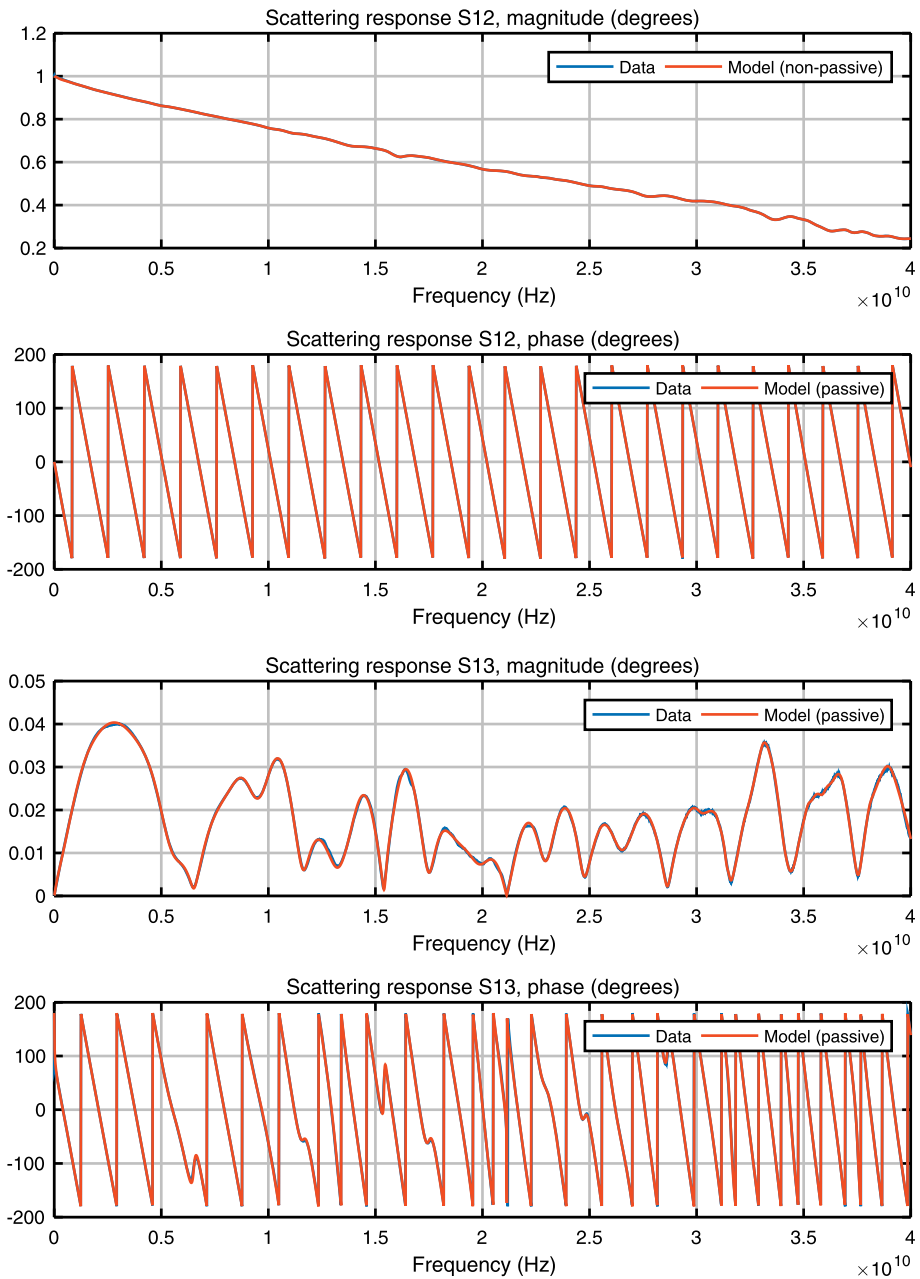 Scattering response S12, magnitude (degrees)
1.2
Data Model (non-passive)
1
0.8
0.6
0.4
0.2
0 0.5 1 1.5 2 2.5 3 3.5 4
Frequency (Hz)
×10^10
Scattering response S12, phase (degrees)
200
Data Model (passive)
100
0
-100
-200
0 0.5 1 1.5 2 2.5 3 3.5 4
Frequency (Hz)
×10^10
Scattering response S13, magnitude (degrees)
0.05
Data Model (passive)
0.04
0.03
0.02
0.01
0
0 0.5 1 1.5 2 2.5 3 3.5 4
Frequency (Hz)
×10^10
Scattering response S13, phase (degrees)
200
Data Model (passive)
100
0
-100
-200
0 0.5 1 1.5 2 2.5 3 3.5 4
Frequency (Hz)
×10^10